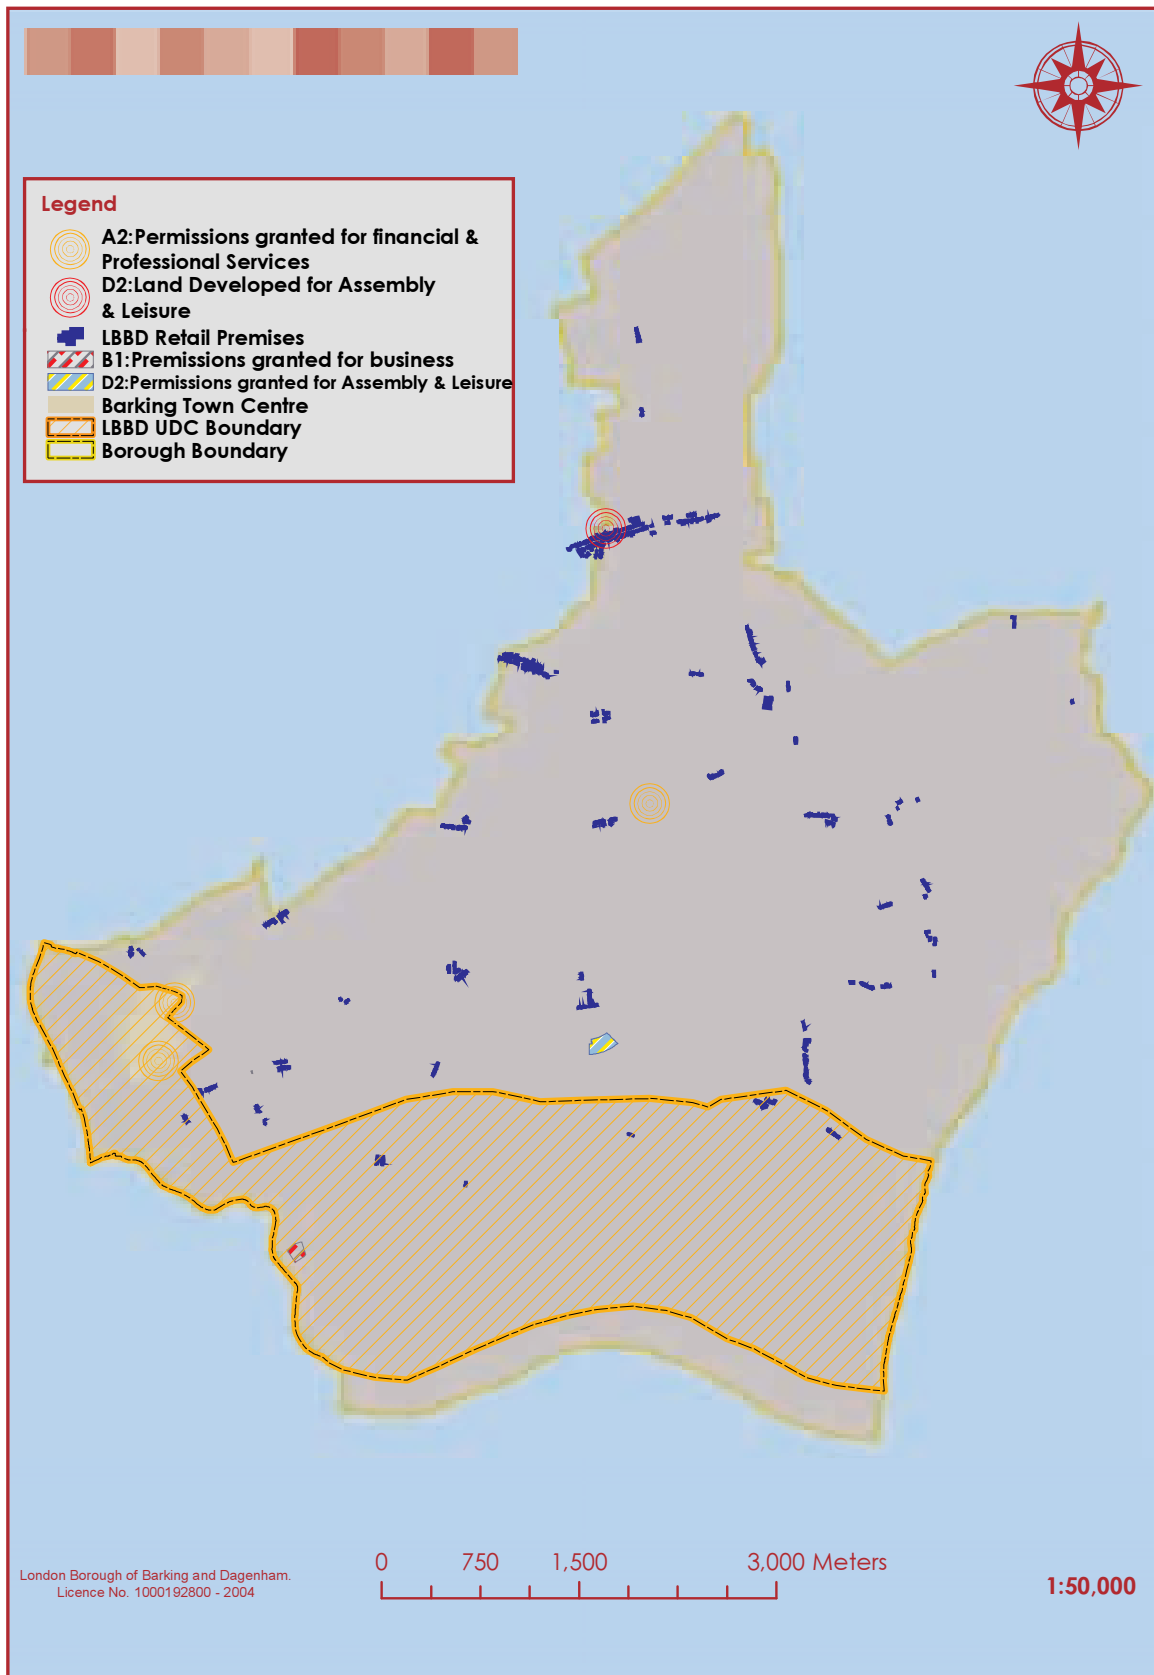 Legend
A2:Permissions granted for financial &
Professional Services
D2:Land Developed for Assembly
& Leisure
LBBD Retail Premises
B1:Premissions granted for business
D2:Permissions granted for Assembly & Leisure
Barking Town Centre
LBBD UDC Boundary
Borough Boundary
0 750 1,500 3,000 Meters
London Borough of Barking and Dagenham.
Licence No. 1000192800 - 2004
1:50,000